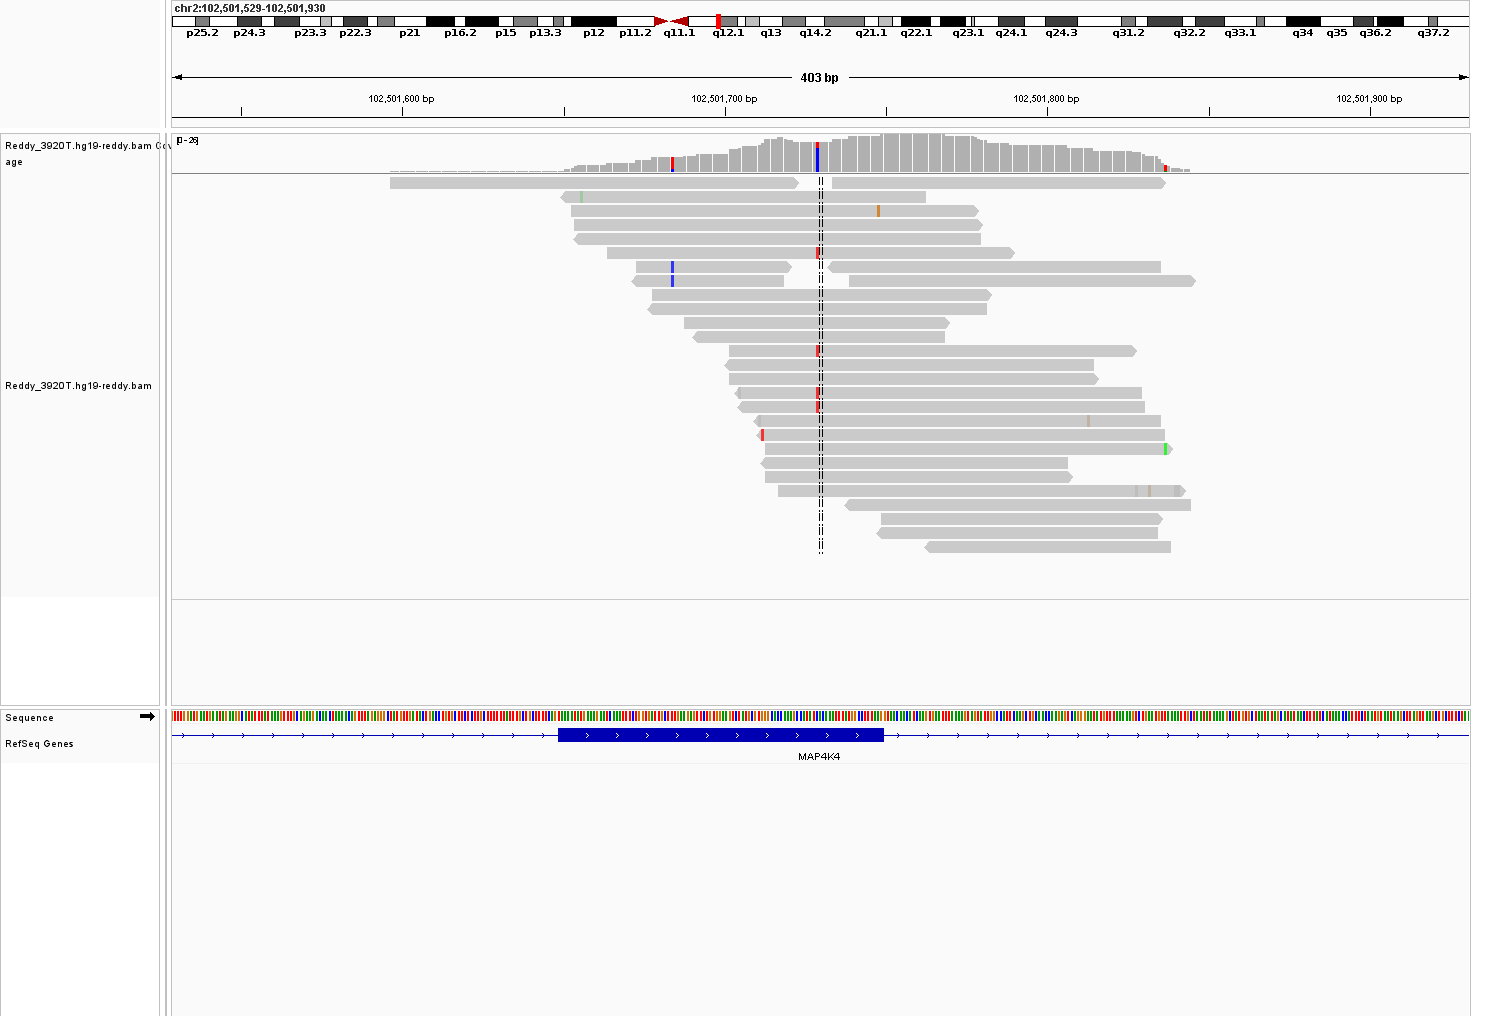 chr2:102,501,529-102,501,930
p25.2 p24.3 p23.3 p22.3 p21 p16.2 p15 p13.3 p12 p11.2 q11.1 q12.1 q13 q14.2 q21.1 q22.1 q23.1 q24.1 q24.3 q31.2 q32.2 q33.1 q34 q35 q36.2 q37.2
403 bp
102,501,600 bp 102,501,700 bp 102,501,800 bp 102,501,900 bp
[0-26]
Reddy_3920T.hg19-reddy.bam Cov
age
Reddy_3920T.hg19-reddy.bam
Sequence
RefSeq Genes
MAP4K4